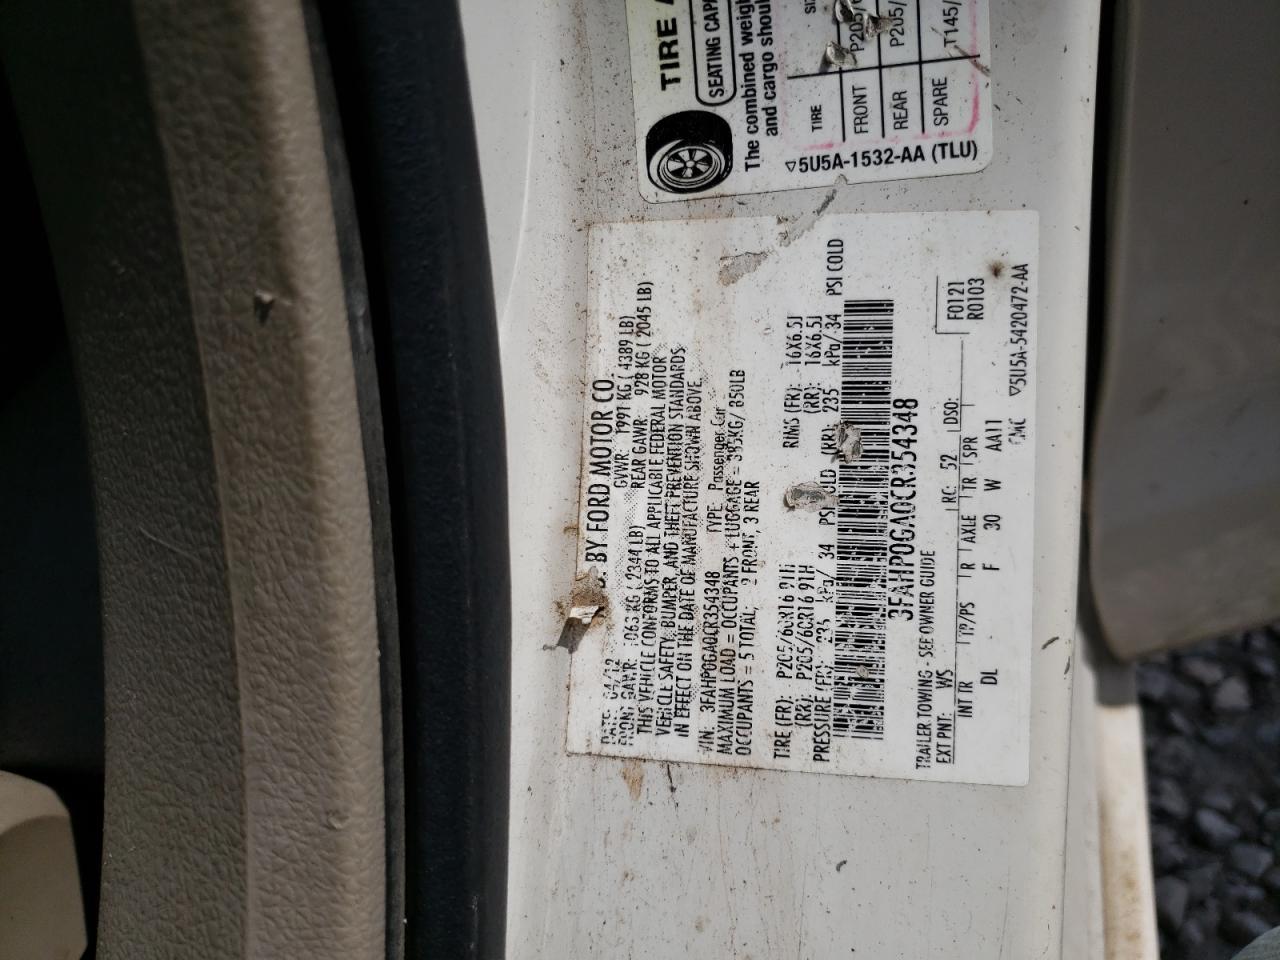 TIRE
SEATING CAP
The combined weigh
and cargo shoul
TIRE
FRONT
REAR P205/
SPARE T145/
5U5A-1532-AA (TLU)
BY FORD MOTOR CO.
DATE: 04/12 GVWR: 1991 KG ( 4389 LB)
FRONT GAWR: 1063 KG ( 2344 LB) REAR GAWR: 928 KG ( 2045 LB)
THIS VEHICLE CONFORMS TO ALL APPLICABLE FEDERAL MOTOR
VEHICLE SAFETY, BUMPER, AND THEFT PREVENTION STANDARDS
IN EFFECT ON THE DATE OF MANUFACTURE SHOWN ABOVE.
VIN: 3FAHP0GA0CR354348 TYPE: Passenger Car
MAXIMUM LOAD = OCCUPANTS + LUGGAGE = 385KG/ 850LB
OCCUPANTS = 5 TOTAL; 2 FRONT, 3 REAR
TIRE (FR): P205/60R16 91H RIMS (FR): 16X6.5J
(RR): P205/60R16 91H (RR): 16X6.5J
PRESSURE (FR): 235 kPa/ 34 PSI COLD (RR): 235 kPa/ 34 PSI COLD
3FAHP0GA0CR354348
TRAILER TOWING - SEE OWNER GUIDE F0121
EXT PNT: WS RC: 52 DSO: R0103
INT TR TP/PS R AXLE TR SPR
DL F 30 W AA11
CMC 5U5A-5420472-AA